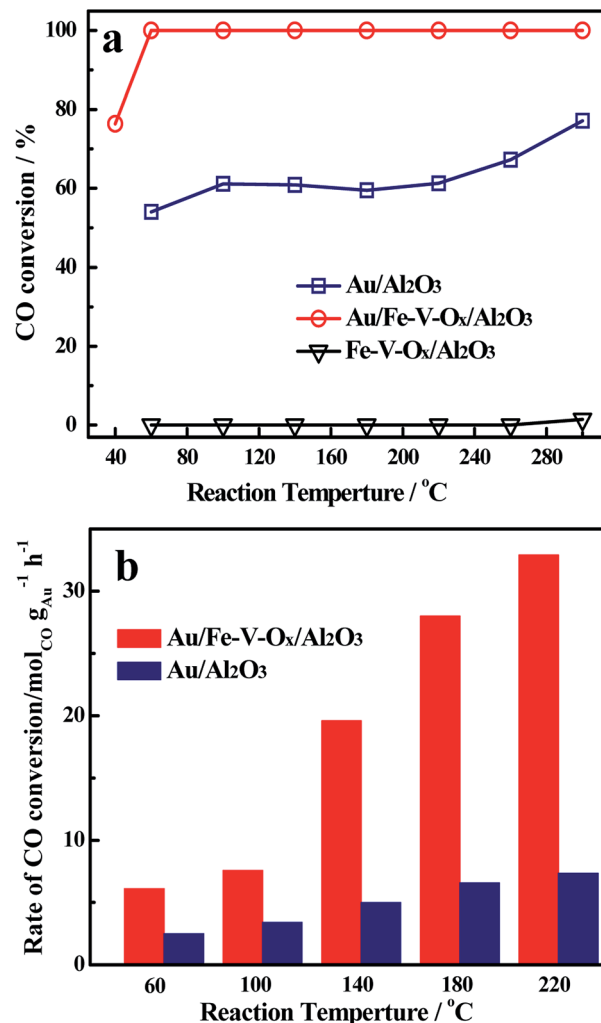 a
CO conversion / %
100
80
60
40
20
0
Au/Al₂O₃
Au/Fe-V-Oₓ/Al₂O₃
Fe-V-Oₓ/Al₂O₃
40 80 120 160 200 240 280
Reaction Temperture / °C
b
Rate of CO conversion/mol_CO g_Au⁻¹ h⁻¹
30
20
10
0
Au/Fe-V-Oₓ/Al₂O₃
Au/Al₂O₃
60 100 140 180 220
Reaction Temperture / °C